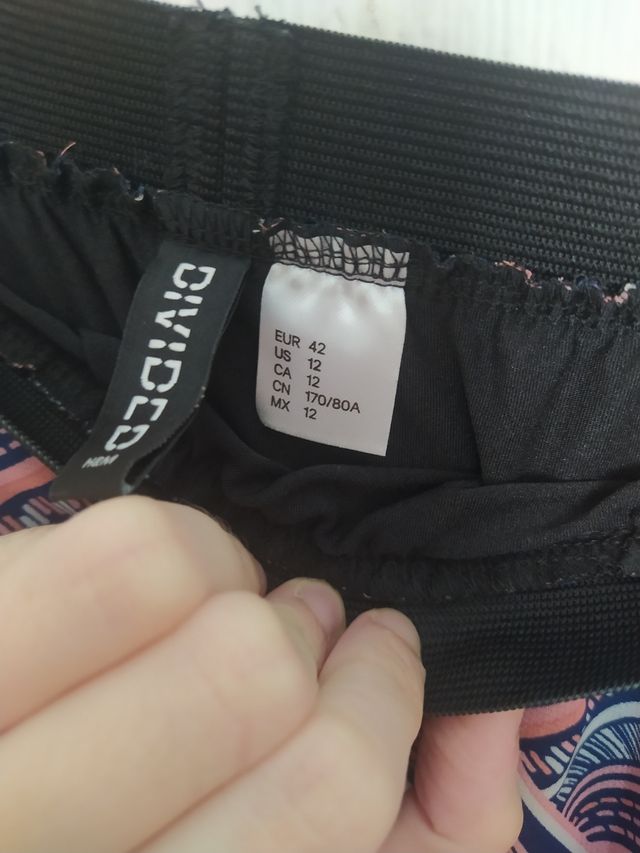 DIVIDED
H&M
EUR 42
US 12
CA 12
CN 170/80A
MX 12